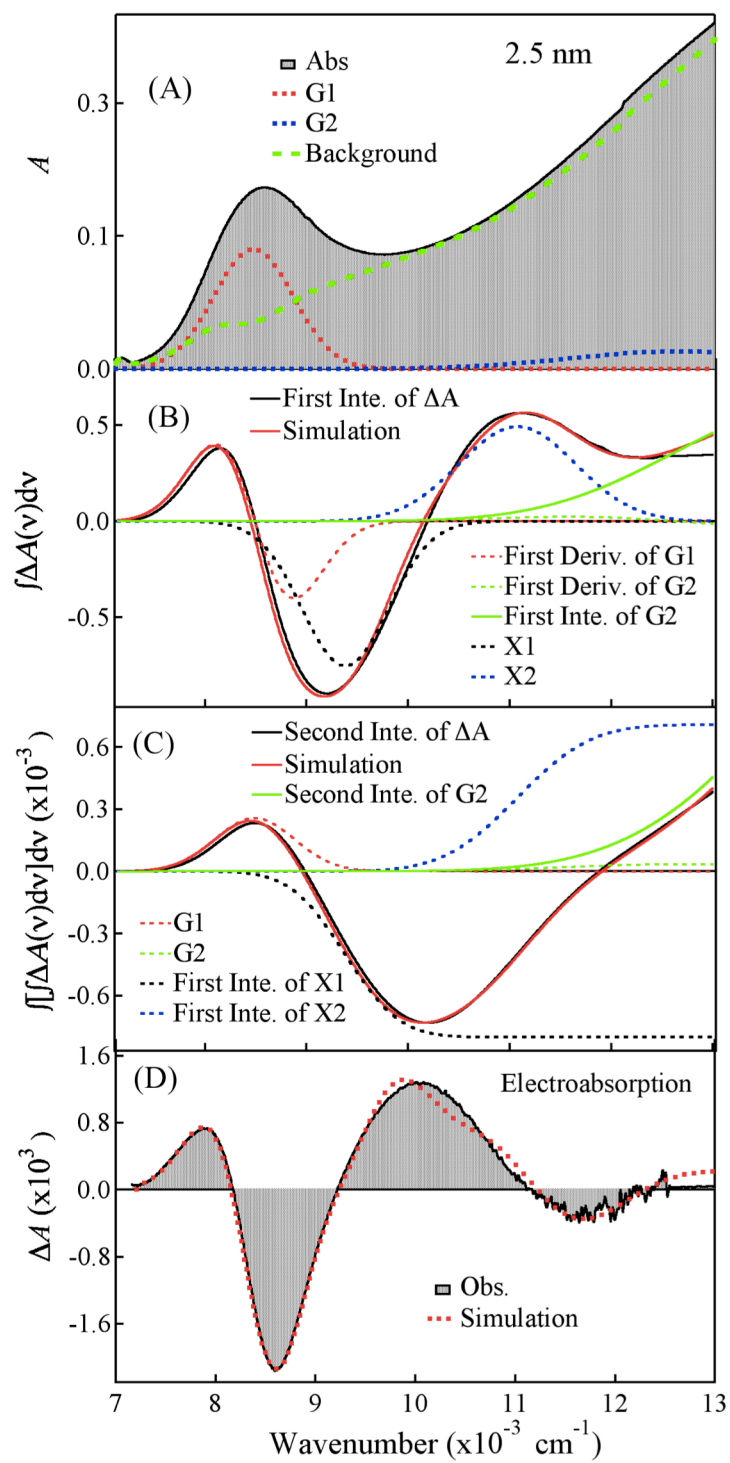 (A)
2.5 nm
Abs
G1
G2
Background
A
0.3
0.1
0.0
(B)
First Inte. of ΔA
Simulation
∫ΔA(ν)dν
0.5
0.0
-0.5
First Deriv. of G1
First Deriv. of G2
First Inte. of G2
X1
X2
(C)
Second Inte. of ΔA
Simulation
Second Inte. of G2
∫[∫ΔA(ν)dν]dν (x10⁻³)
0.6
0.3
0.0
-0.3
-0.6
G1
G2
First Inte. of X1
First Inte. of X2
(D)
Electroabsorption
ΔA (x10³)
1.6
0.8
0.0
-0.8
-1.6
Obs.
Simulation
7 8 9 10 11 12 13
Wavenumber (x10⁻³ cm⁻¹)